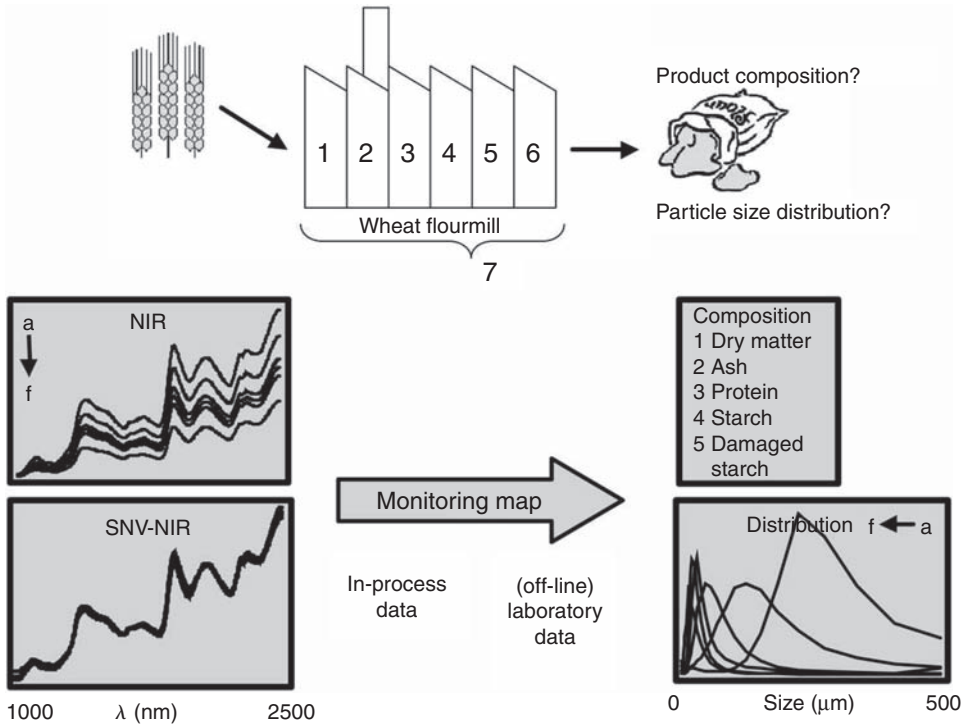 Product composition?
1 2 3 4 5 6
Particle size distribution?
Wheat flourmill
7
NIR
a
f
Composition
1 Dry matter
2 Ash
3 Protein
4 Starch
5 Damaged
starch
Monitoring map
SNV-NIR
Distribution f a
In-process
data
(off-line)
laboratory
data
1000 λ (nm) 2500
0 Size (μm) 500